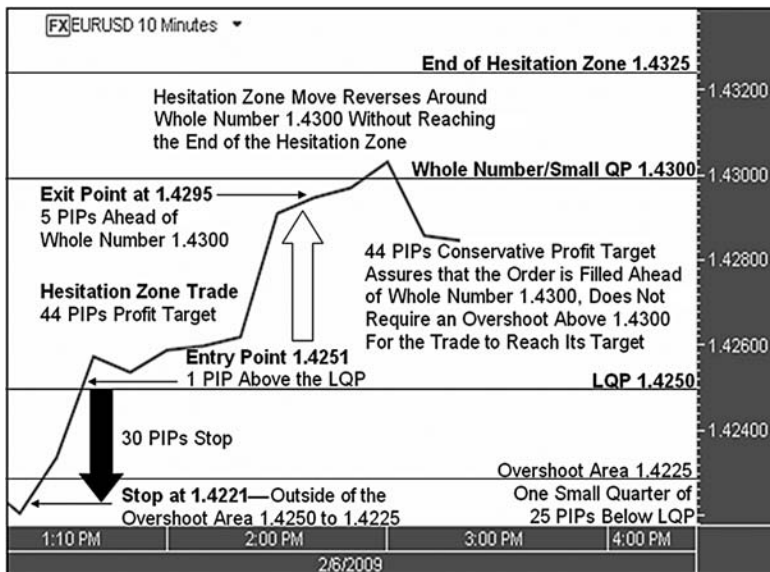 FX EURUSD 10 Minutes
End of Hesitation Zone 1.4325
1.43200
Hesitation Zone Move Reverses Around
Whole Number 1.4300 Without Reaching
the End of the Hesitation Zone
Whole Number/Small QP 1.4300
1.43000
Exit Point at 1.4295
5 PIPs Ahead of
Whole Number 1.4300
44 PIPs Conservative Profit Target
Assures that the Order is Filled Ahead
of Whole Number 1.4300, Does Not
Require an Overshoot Above 1.4300
For the Trade to Reach Its Target
1.42800
Hesitation Zone Trade
44 PIPs Profit Target
1.42600
Entry Point 1.4251
1 PIP Above the LQP
LQP 1.4250
30 PIPs Stop
1.42400
Overshoot Area 1.4225
One Small Quarter of
25 PIPs Below LQP
Stop at 1.4221—Outside of the
Overshoot Area 1.4250 to 1.4225
1:10 PM 2:00 PM 3:00 PM 4:00 PM
2/6/2009